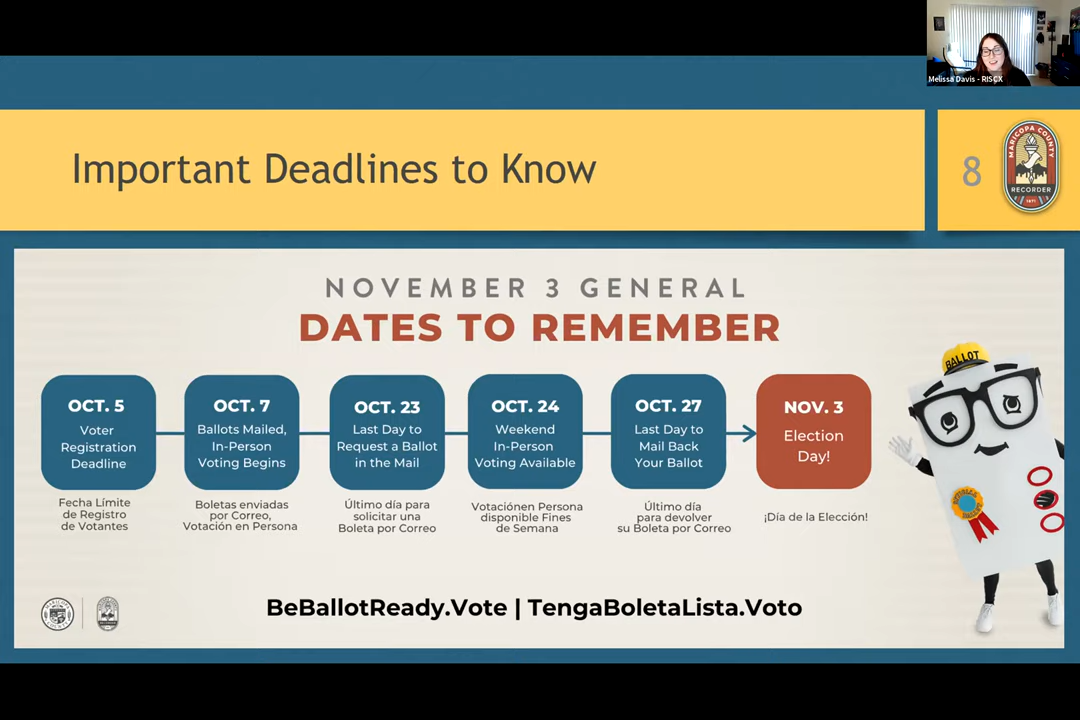 Melissa Davis - RISCX
Important Deadlines to Know
8
MARICOPA COUNTY
RECORDER
1871
NOVEMBER 3 GENERAL
DATES TO REMEMBER
OCT. 5
Voter
Registration
Deadline
Fecha Límite
de Registro
de Votantes
OCT. 7
Ballots Mailed,
In-Person
Voting Begins
Boletas enviadas
por Correo,
Votación en Persona
OCT. 23
Last Day to
Request a Ballot
in the Mail
Último día para
solicitar una
Boleta por Correo
OCT. 24
Weekend
In-Person
Voting Available
Votaciónen Persona
disponible Fines
de Semana
OCT. 27
Last Day to
Mail Back
Your Ballot
Último día
para devolver
su Boleta por Correo
NOV. 3
Election
Day!
¡Día de la Elección!
BALLOT
BeBallotReady.Vote | TengaBoletaLista.Voto